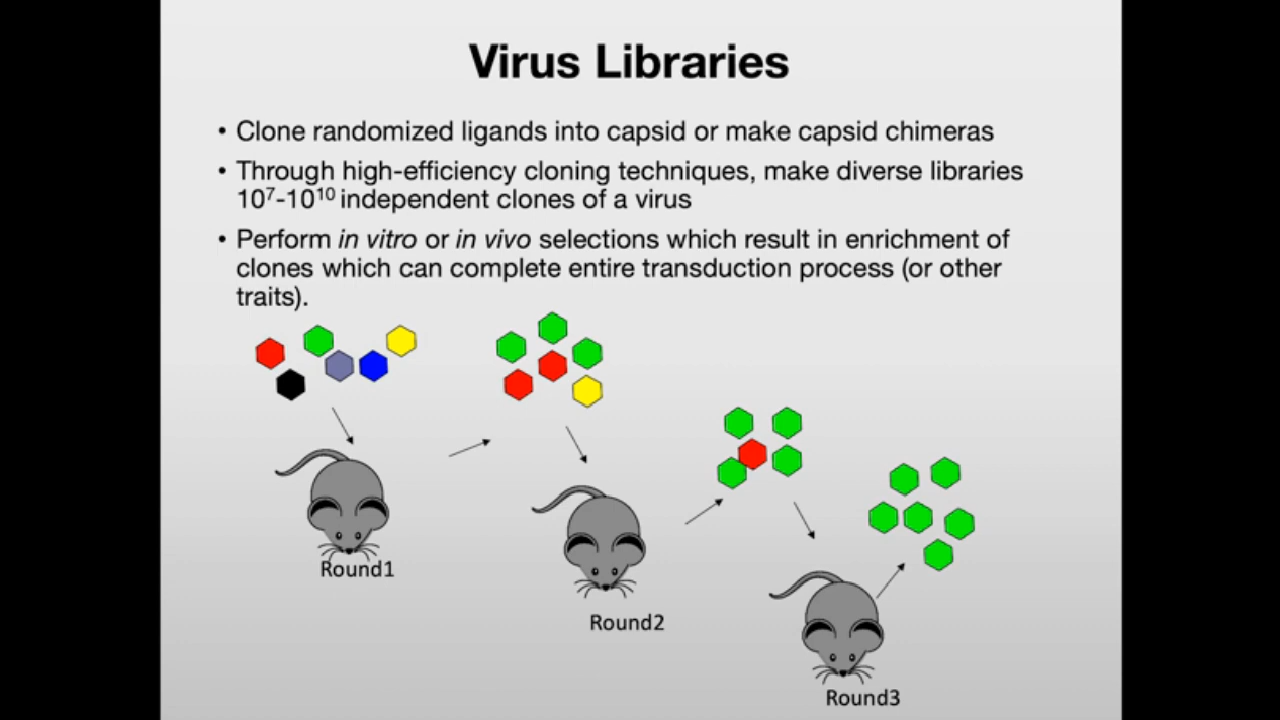 Virus Libraries
• Clone randomized ligands into capsid or make capsid chimeras
• Through high-efficiency cloning techniques, make diverse libraries
10⁷-10¹⁰ independent clones of a virus
• Perform in vitro or in vivo selections which result in enrichment of
clones which can complete entire transduction process (or other
traits).
Round1
Round2
Round3